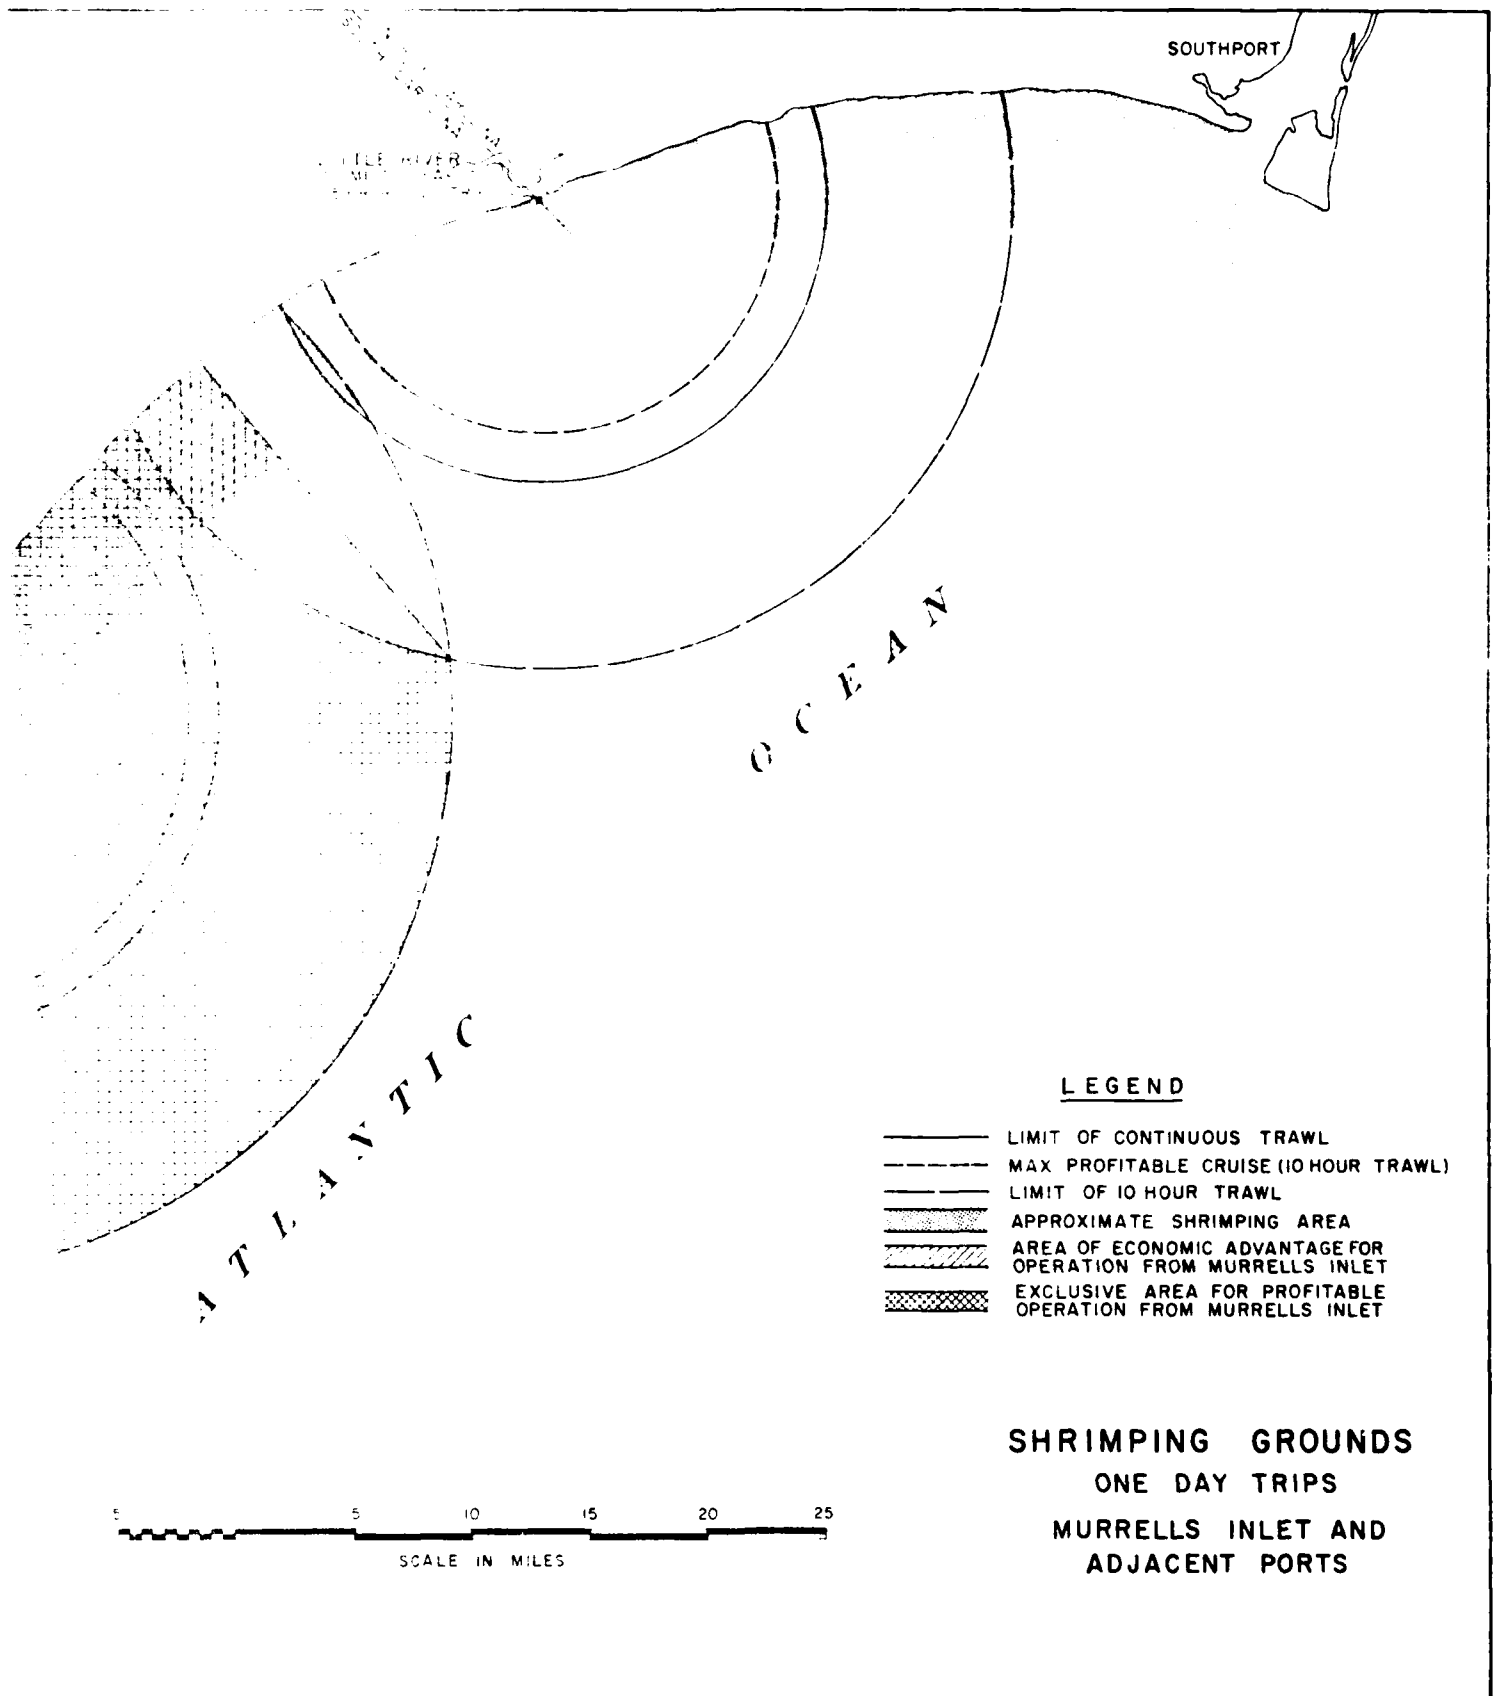 SOUTHPORT
RIVER
OCEAN
ATLANTIC
LEGEND
LIMIT OF CONTINUOUS TRAWL
MAX PROFITABLE CRUISE (10 HOUR TRAWL)
LIMIT OF 10 HOUR TRAWL
APPROXIMATE SHRIMPING AREA
AREA OF ECONOMIC ADVANTAGE FOR
OPERATION FROM MURRELLS INLET
EXCLUSIVE AREA FOR PROFITABLE
OPERATION FROM MURRELLS INLET
SHRIMPING GROUNDS
ONE DAY TRIPS
MURRELLS INLET AND
ADJACENT PORTS
5 5 10 15 20 25
SCALE IN MILES